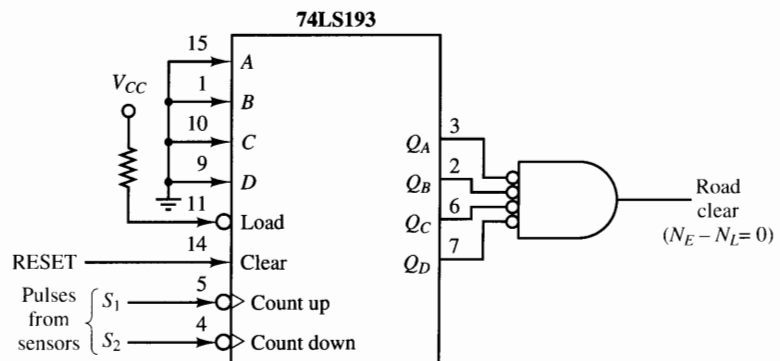 74LS193
15
A
V_CC
1
B
10
C
3
Q_A
9
D
2
Q_B
Road
clear
(N_E – N_L= 0)
11
Load
6
Q_C
14
RESET
Clear
7
Q_D
Pulses
from
sensors
S_1
5
Count up
S_2
4
Count down